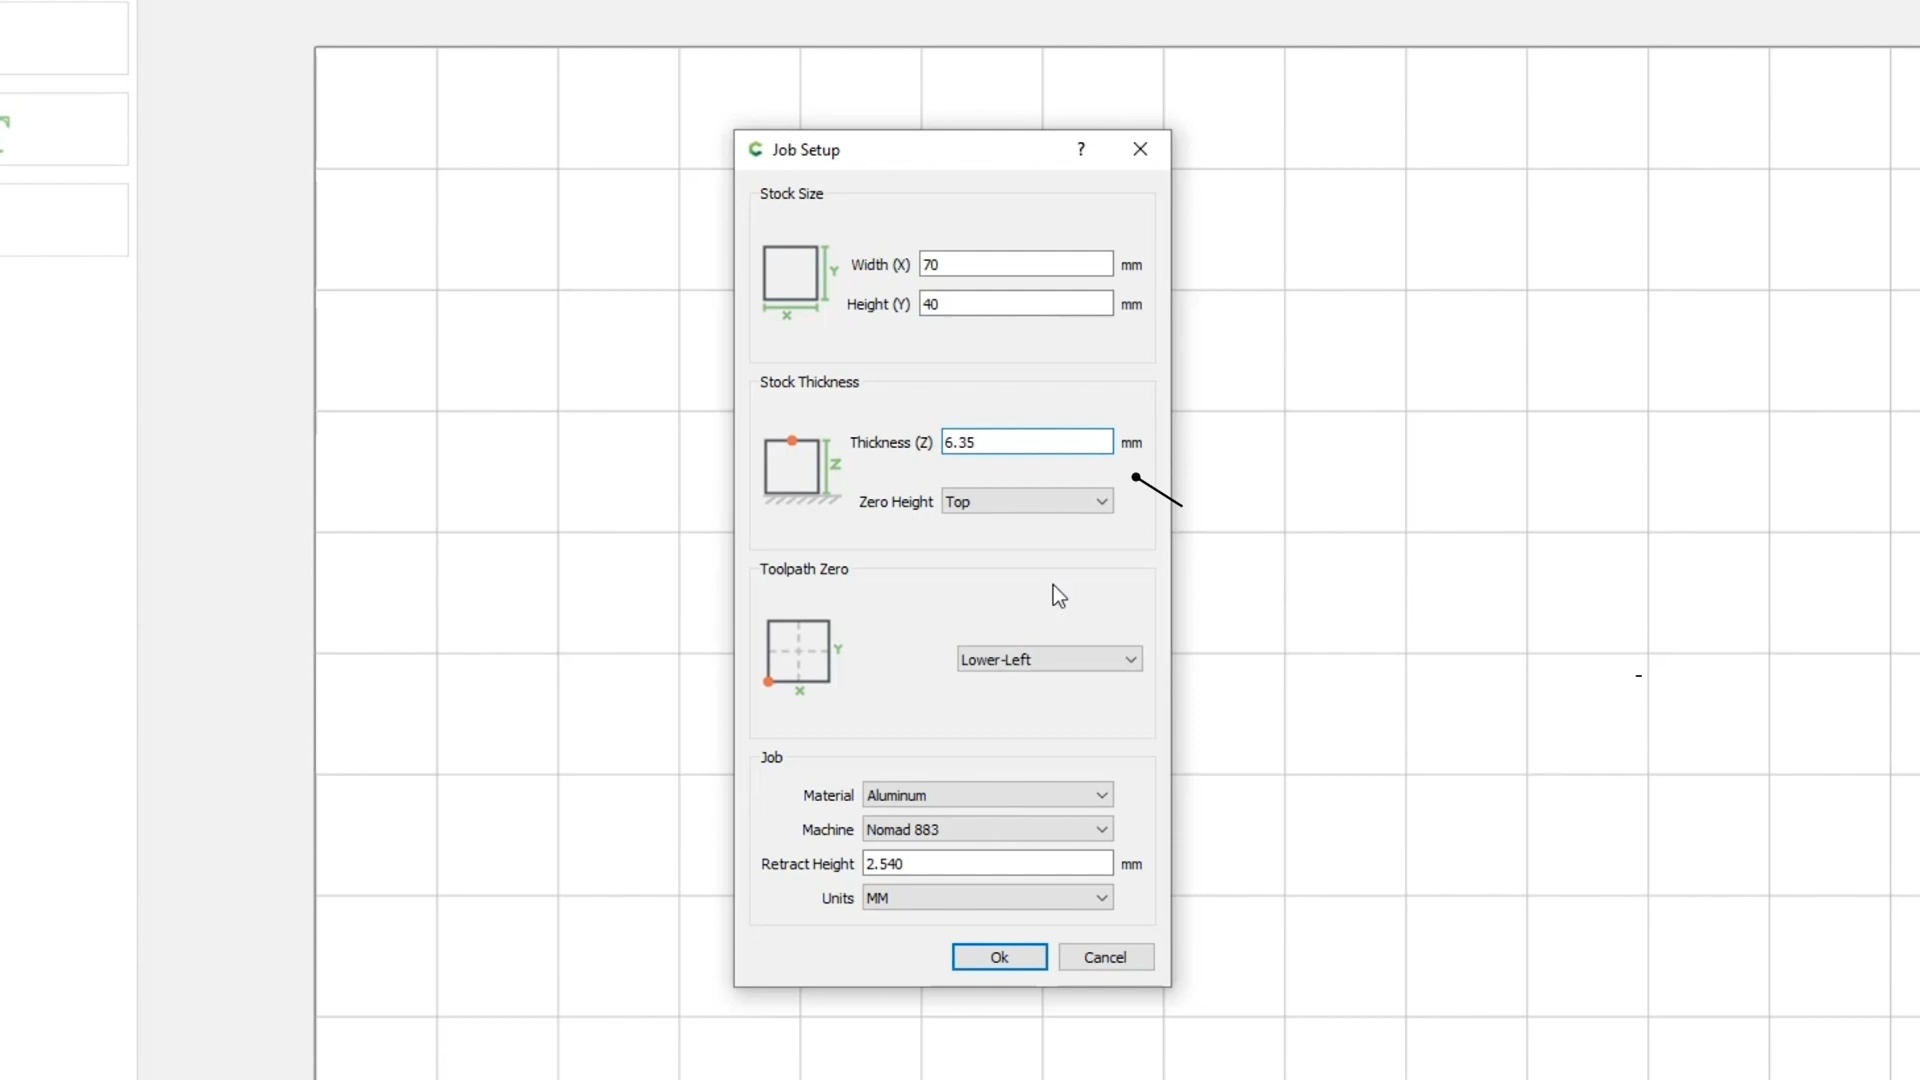 Job Setup ?
Stock Size
Y
X
Width (X) 70 mm
Height (Y) 40 mm
Stock Thickness
Z
Thickness (Z) 6.35 mm
Zero Height Top
Toolpath Zero
Y
X
Lower-Left
Job
Material Aluminum
Machine Nomad 883
Retract Height 2.540 mm
Units MM
Ok Cancel